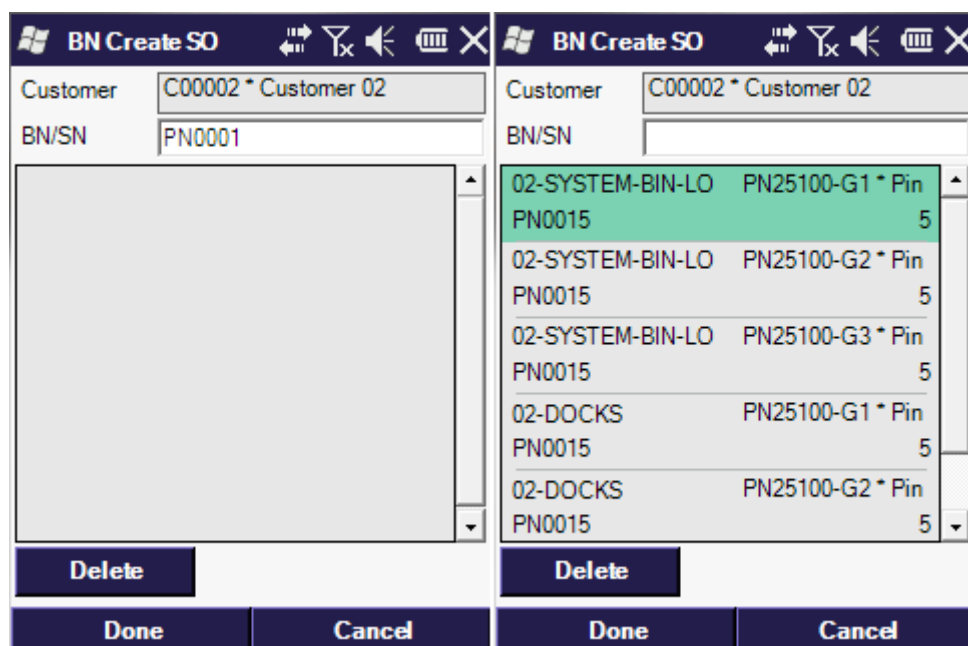 BN Create SO
Customer C00002 * Customer 02
BN/SN PN0001
Delete
Done Cancel
BN Create SO
Customer C00002 * Customer 02
BN/SN
02-SYSTEM-BIN-LO PN25100-G1 * Pin
PN0015 5
02-SYSTEM-BIN-LO PN25100-G2 * Pin
PN0015 5
02-SYSTEM-BIN-LO PN25100-G3 * Pin
PN0015 5
02-DOCKS PN25100-G1 * Pin
PN0015 5
02-DOCKS PN25100-G2 * Pin
PN0015 5
Delete
Done Cancel